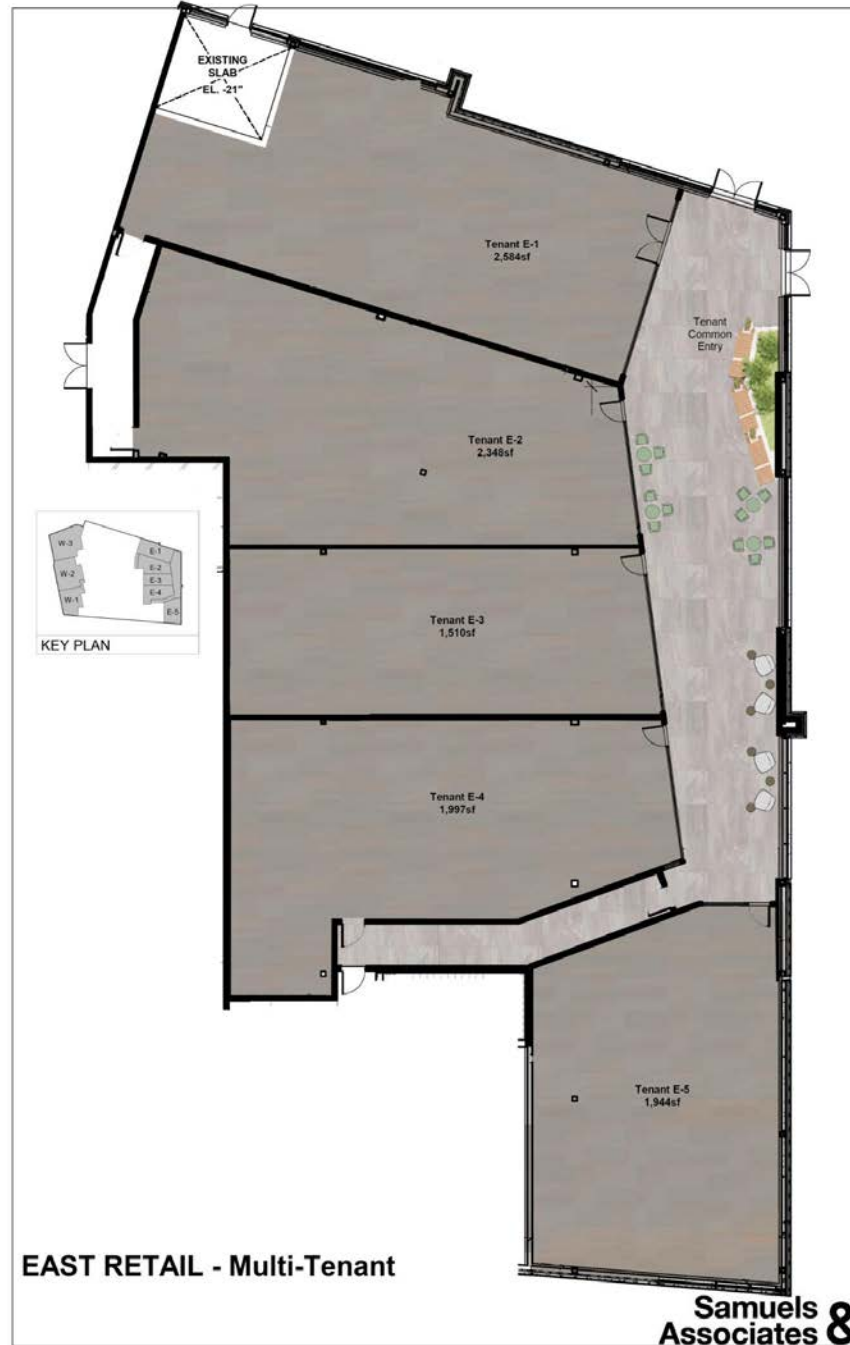 EXISTING
SLAB
EL. -21"
Tenant E-1
2,584sf
Tenant
Common
Entry
Tenant E-2
2,348sf
W-3
W-2
W-1
E-1
E-2
E-3
E-4
E-5
KEY PLAN
Tenant E-3
1,510sf
Tenant E-4
1,997sf
Tenant E-5
1,944sf
EAST RETAIL - Multi-Tenant
Samuels &
Associates